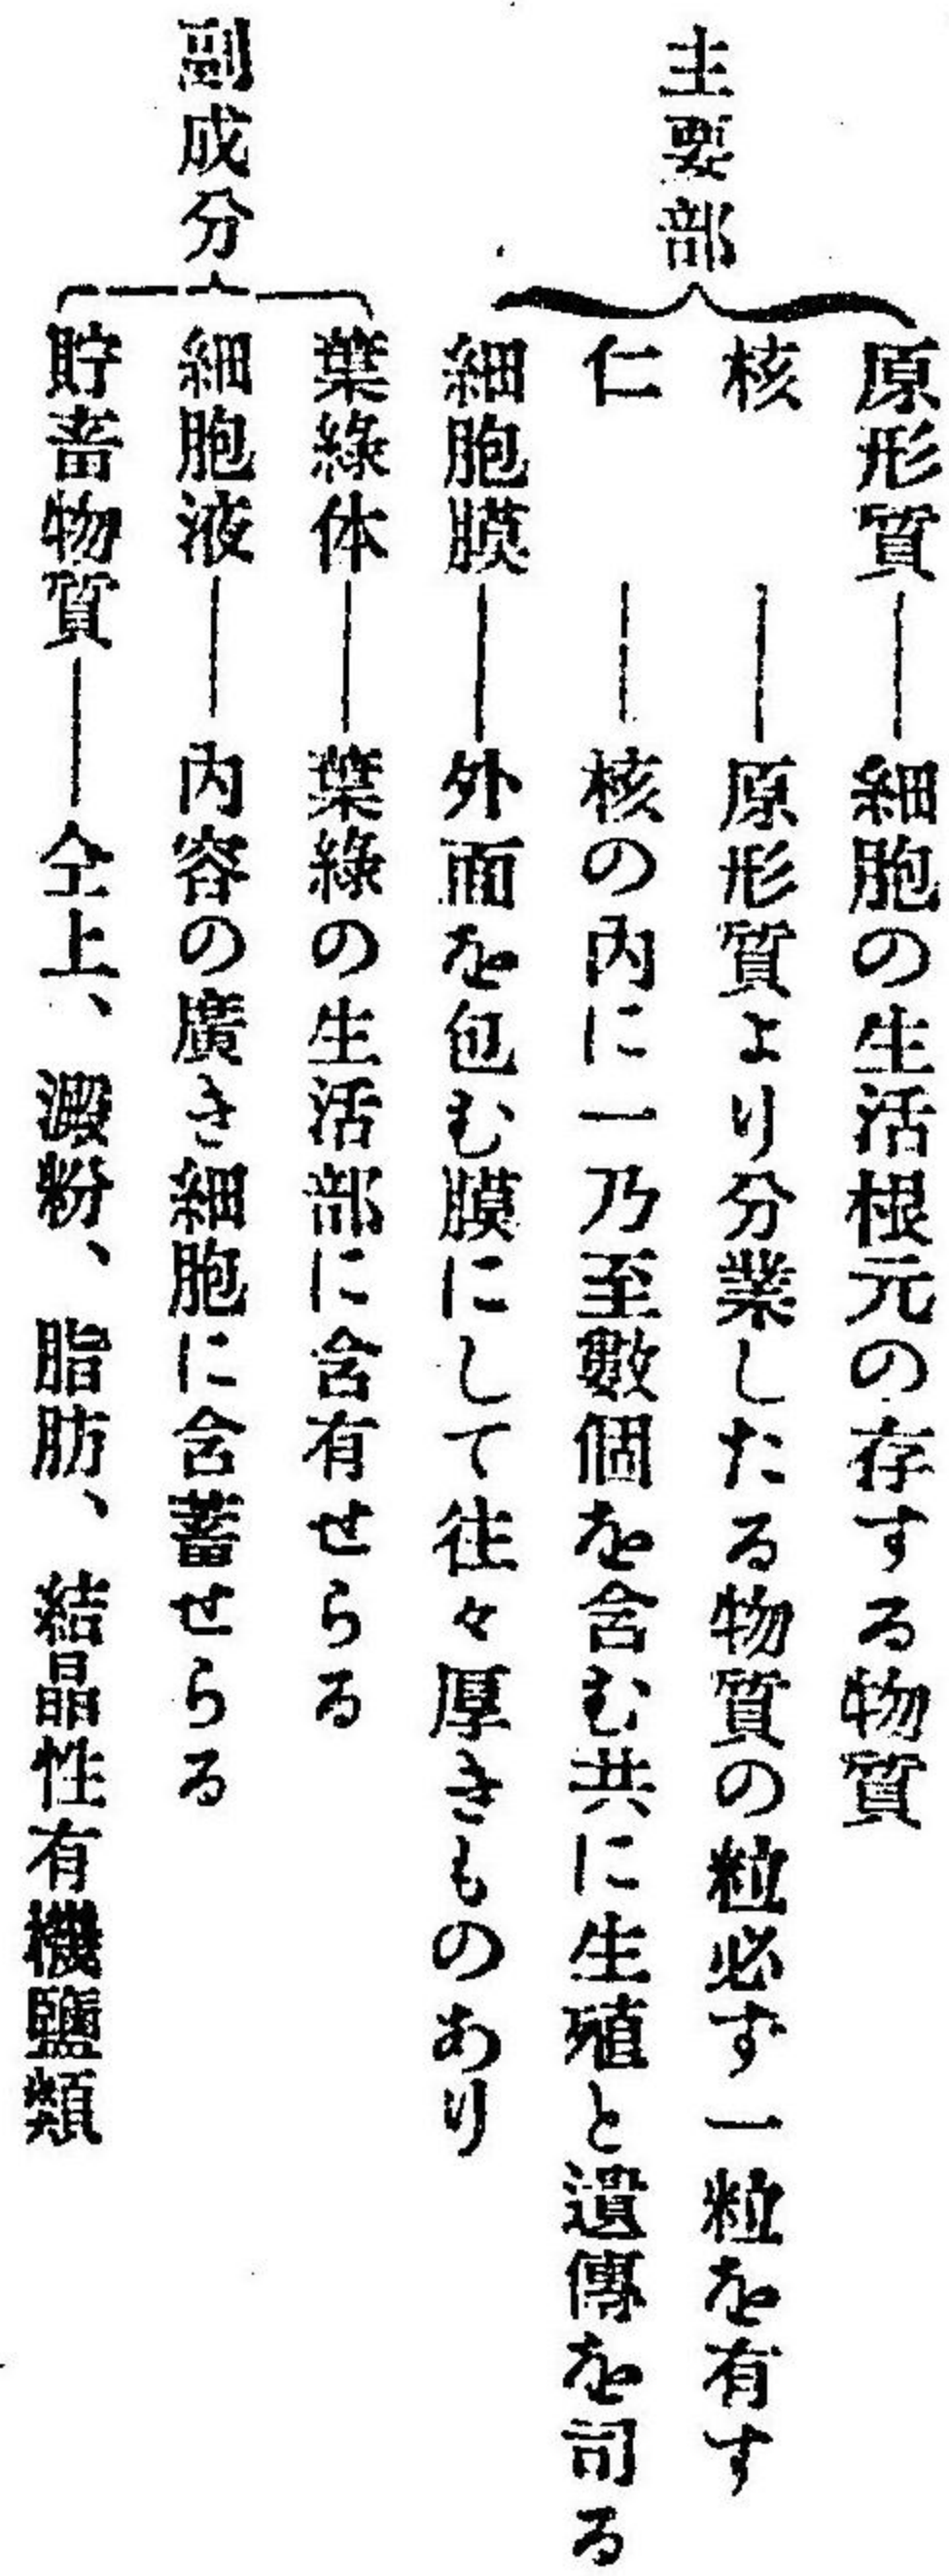 主要部
原形質――細胞の生活根元の存する物質
核――原形質より分業したる物質の粒必ず一粒を有す
仁――核の内に一乃至數個を含む共に生殖と遺傳を司る
細胞膜――外面を包む膜にして往々厚きものあり
副成分
葉綠体――葉綠の生活部に含有せらる
細胞液――內容の廣き細胞に含蓄せらる
貯畜物質――仝上、澱粉、脂肪、結晶性有機鹽類